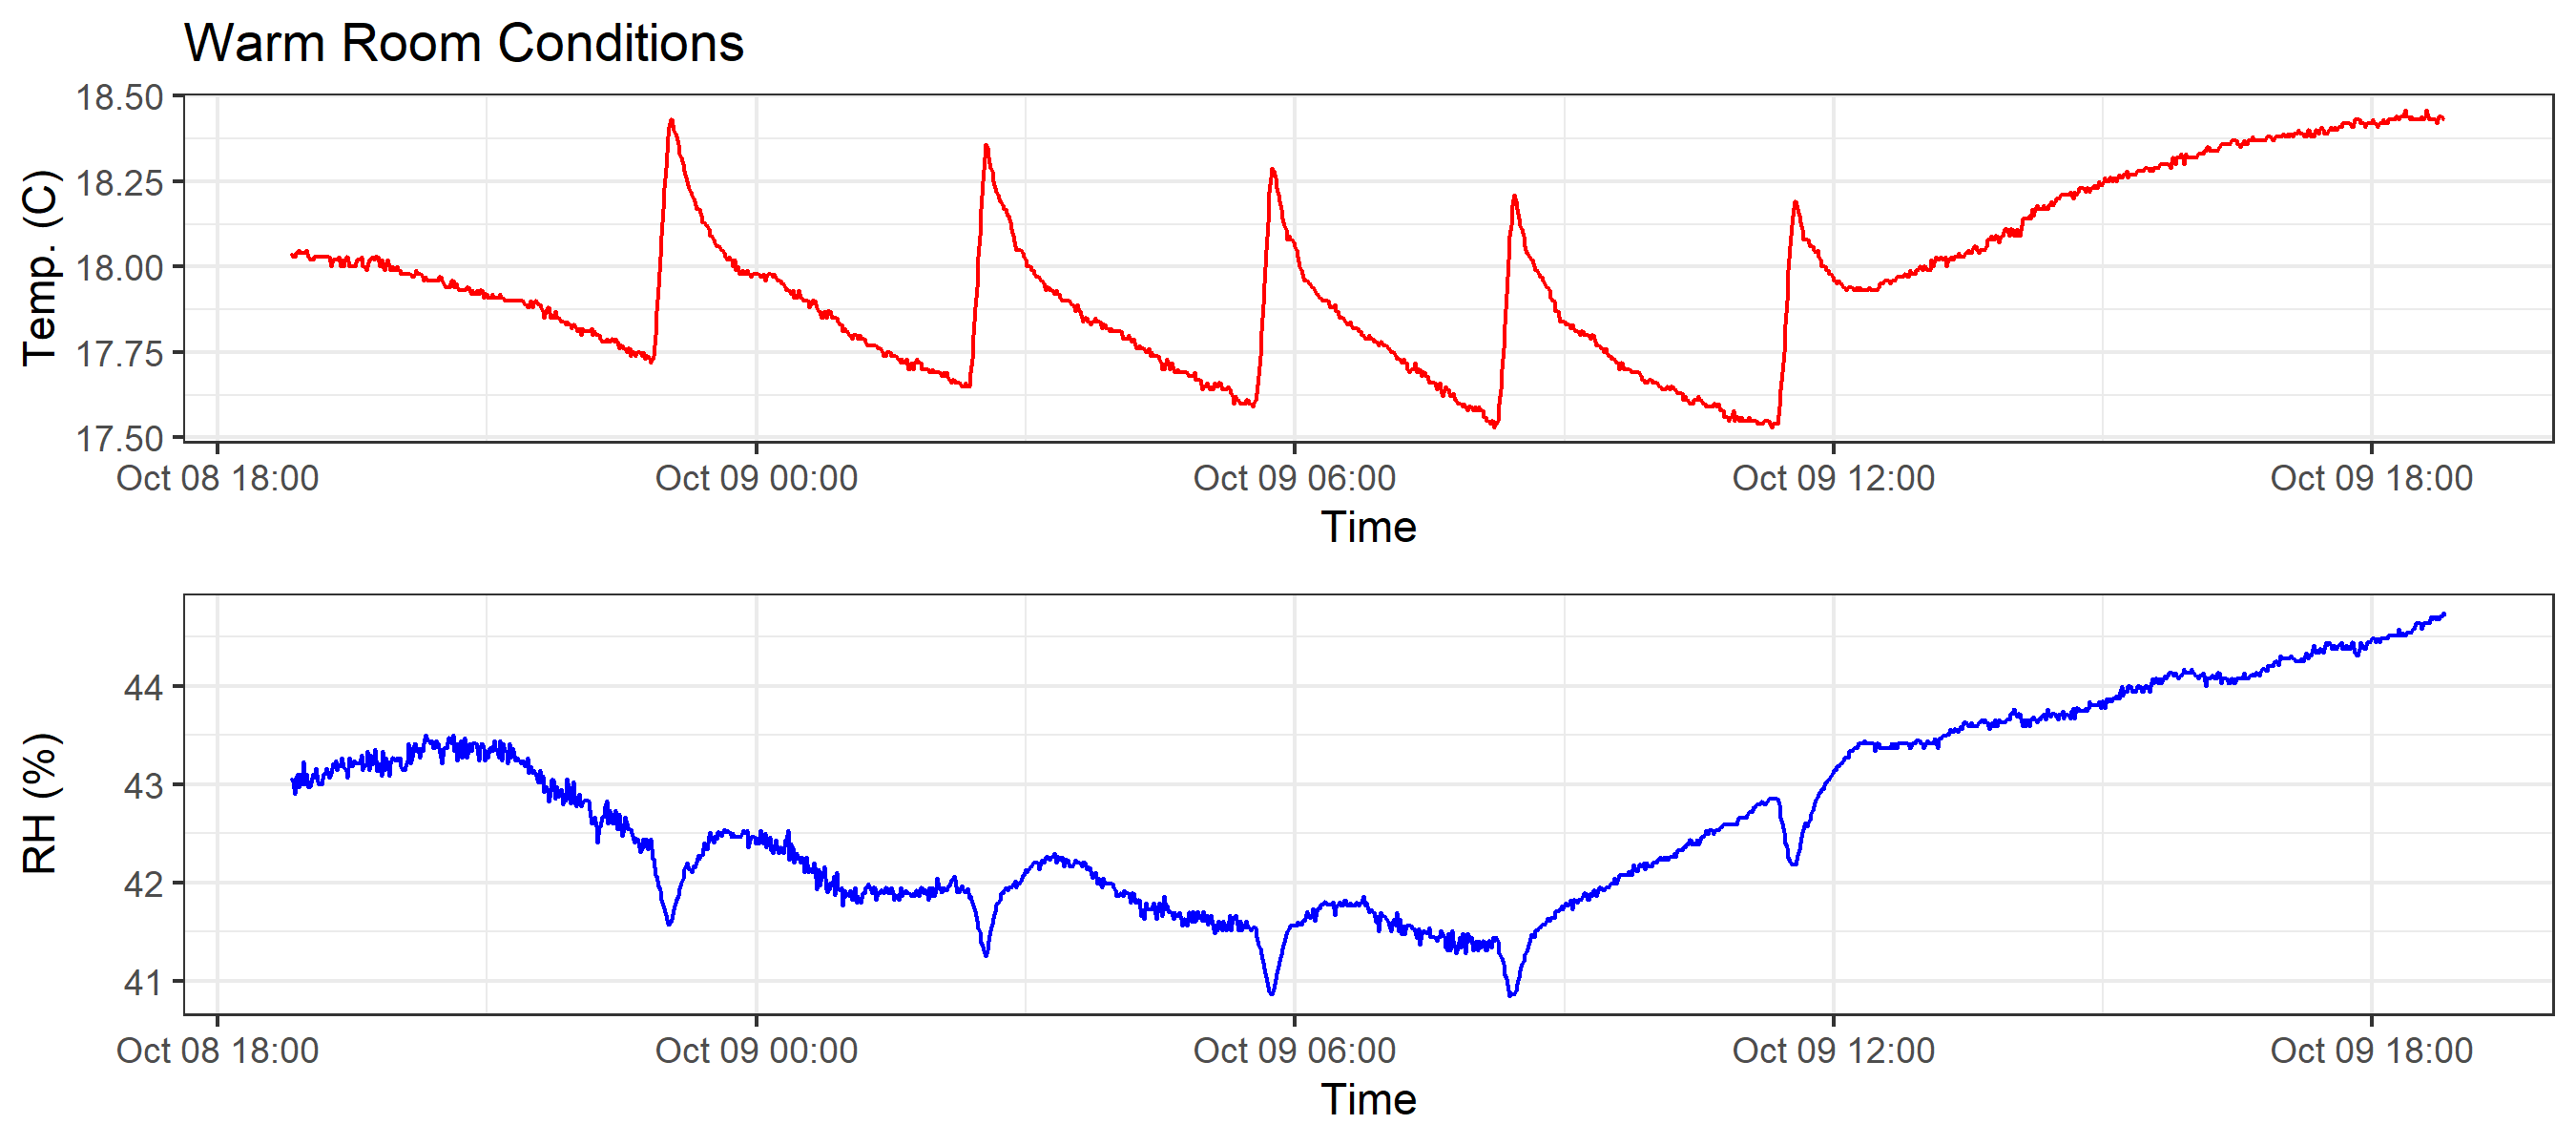 Warm Room Conditions
18.50
18.25
18.00
17.75
17.50
Temp. (C)
Oct 08 18:00 Oct 09 00:00 Oct 09 06:00 Oct 09 12:00 Oct 09 18:00
Time
44
43
42
41
RH (%)
Oct 08 18:00 Oct 09 00:00 Oct 09 06:00 Oct 09 12:00 Oct 09 18:00
Time